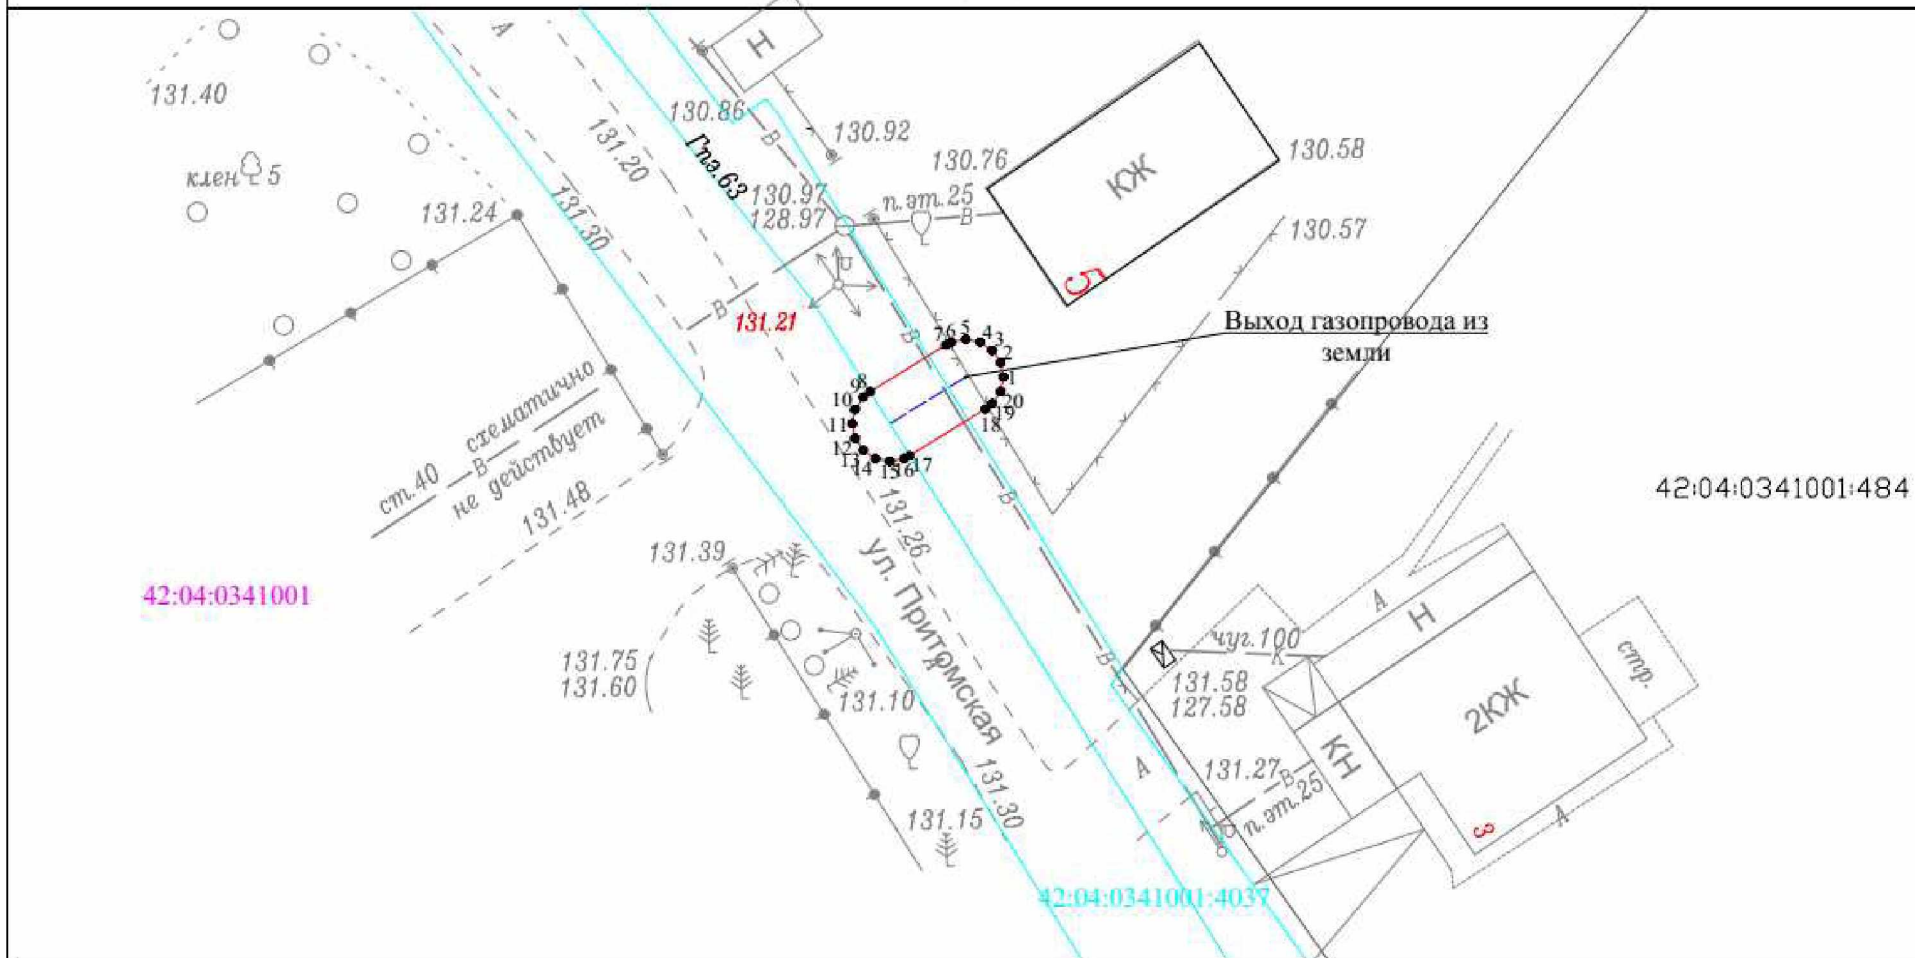 А
Н
131.40
130.86
В
131.20
130.92
Гпэ.63
130.76
130.58
КЖ
клен 5
130.97
128.97
п.эт.25
В
131.24
131.30
130.57
5
В
131.21
В
Выход газопровода из
земли
7 6 5 4 3 2 1
8
9
10
11
12
13
14
15
16
17
18
19
20
ст.40 схематично
В
не действует
131.48
В
42:04:0341001:484
131.26
ул. Притомская
131.39
42:04:0341001
А
131.75
131.60
131.10
В
чуг.100
К
131.58
127.58
А
Н
стр.
2КЖ
КН
131.27
В
п.эт.25
А
131.30
131.15
3
А
42:04:0341001:4037